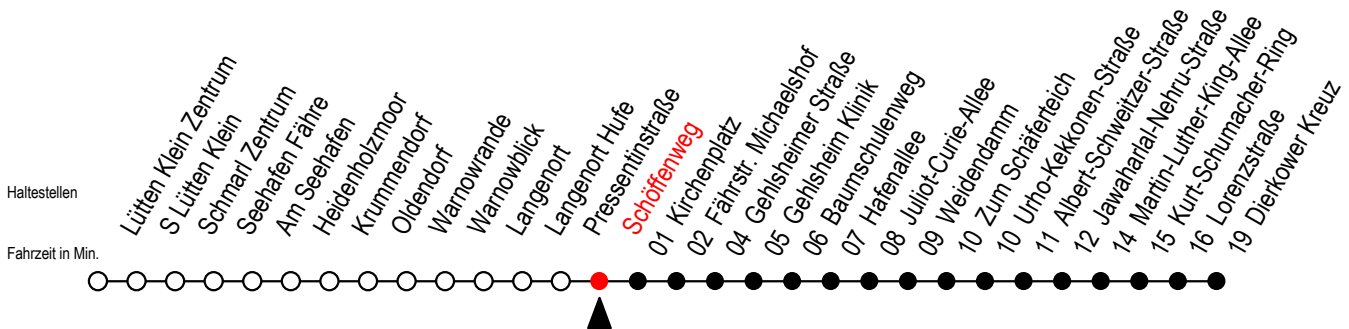 Haltestellen
Fahrzeit in Min.
Lütten Klein Zentrum
S Lütten Klein
Schmarl Zentrum
Seehafen Fähre
Am Seehafen
Heidenholzmoor
Krummendorf
Oldendorf
Warnowrande
Warnowblick
Langenort
Langenort Hufe
Pressentinstraße
Schöffenweg
01 Kirchenplatz
02 Fährstr. Michaelshof
04 Gehlsheimer Straße
05 Gehlsheim Klinik
06 Baumschulenweg
07 Hafenallee
08 Juliot-Curie-Allee
09 Weidendamm
10 Zum Schäferteich
10 Urho-Kekkonen-Straße
11 Albert-Schweitzer-Straße
12 Jawaharlal-Nehru-Straße
14 Martin-Luther-King-Allee
15 Kurt-Schumacher-Ring
16 Lorenzstraße
19 Dierkower Kreuz